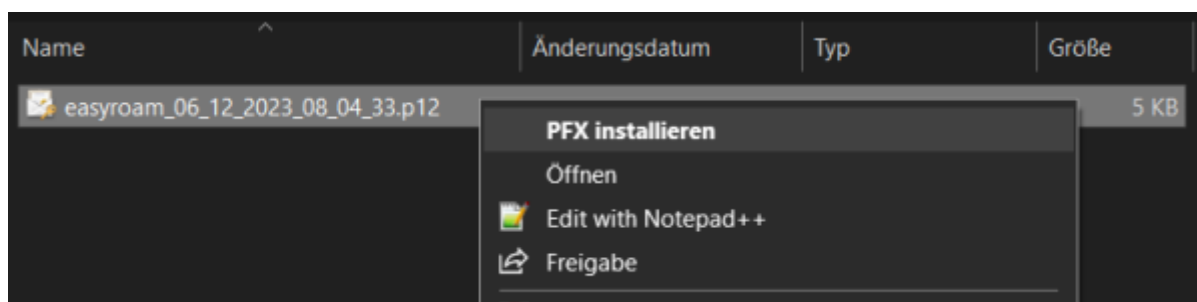 Name Änderungsdatum Typ Größe
easyroam_06_12_2023_08_04_33.p12 5 KB
PFX installieren
Öffnen
Edit with Notepad++
Freigabe